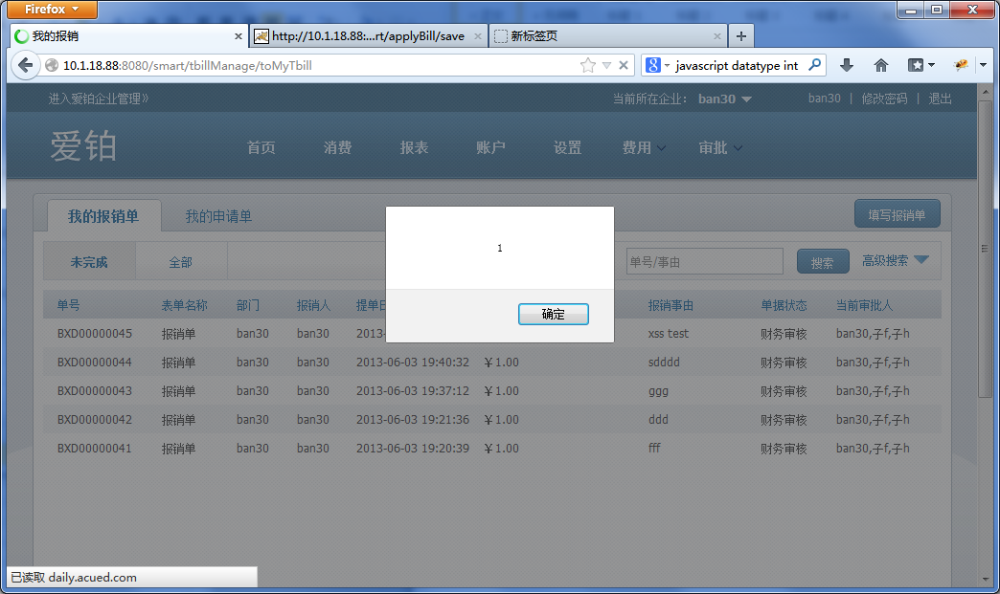 Firefox
我的报销
http://10.1.18.88:...rt/applyBill/save
新标签页
10.1.18.88:8080/smart/tbillManage/toMyTbill
javascript datatype int
进入爱铂企业管理》
当前所在企业： ban30
ban30 | 修改密码 | 退出
爱铂
首页 消费 报表 账户 设置 费用 审批
我的报销单 我的申请单 填写报销单
未完成 全部 单号/事由 搜索 高级搜索
1
确定
单号 表单名称 部门 报销人 提单日 报销事由 单据状态 当前审批人
BXD00000045 报销单 ban30 ban30 2013- xss test 财务审核 ban30,子f,子h
BXD00000044 报销单 ban30 ban30 2013-06-03 19:40:32 ￥1.00 sdddd 财务审核 ban30,子f,子h
BXD00000043 报销单 ban30 ban30 2013-06-03 19:37:12 ￥1.00 ggg 财务审核 ban30,子f,子h
BXD00000042 报销单 ban30 ban30 2013-06-03 19:21:36 ￥1.00 ddd 财务审核 ban30,子f,子h
BXD00000041 报销单 ban30 ban30 2013-06-03 19:20:39 ￥1.00 fff 财务审核 ban30,子f,子h
已读取 daily.acued.com